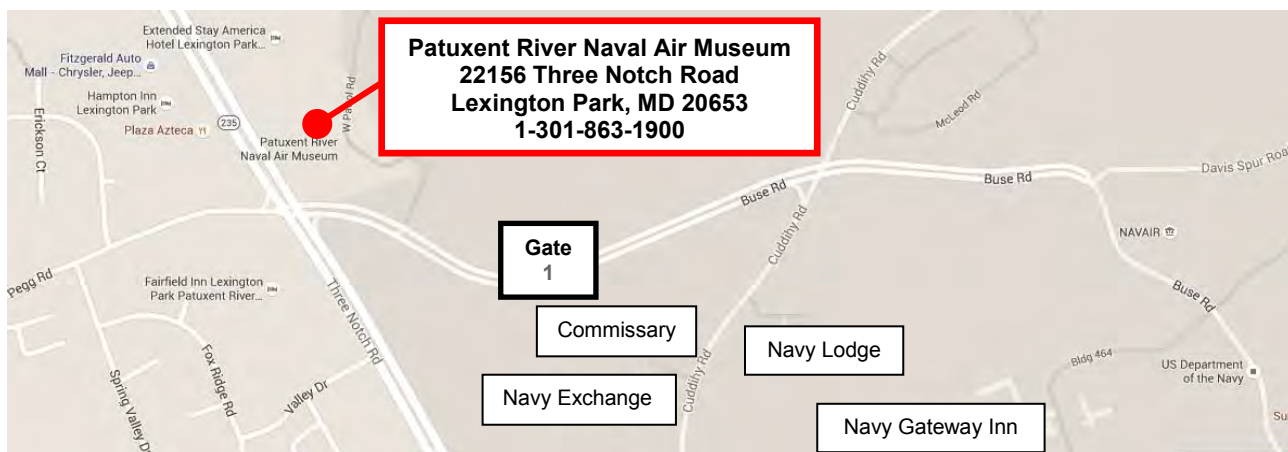 Extended Stay America
Hotel Lexington Park...
Fitzgerald Auto
Mall - Chrysler, Jeep...
Hampton Inn
Lexington Park
Plaza Azteca
235
Erickson Ct
Patuxent River
Naval Air Museum
W Patrol Rd
Patuxent River Naval Air Museum
22156 Three Notch Road
Lexington Park, MD 20653
1-301-863-1900
Cuddihy Rd
McLeod Rd
Buse Rd
Buse Rd
Davis Spur Roa
Cuddihy Rd
NAVAIR
Gate
1
Pegg Rd
Fairfield Inn Lexington
Park Patuxent River...
Three Notch Rd
Buse Rd
Commissary
Navy Lodge
Bldg 464
US Department
of the Navy
Spring Valley D
Fox Ridge Rd
Valley Dr
Navy Exchange
Cuddihy Rd
Navy Gateway Inn
Su